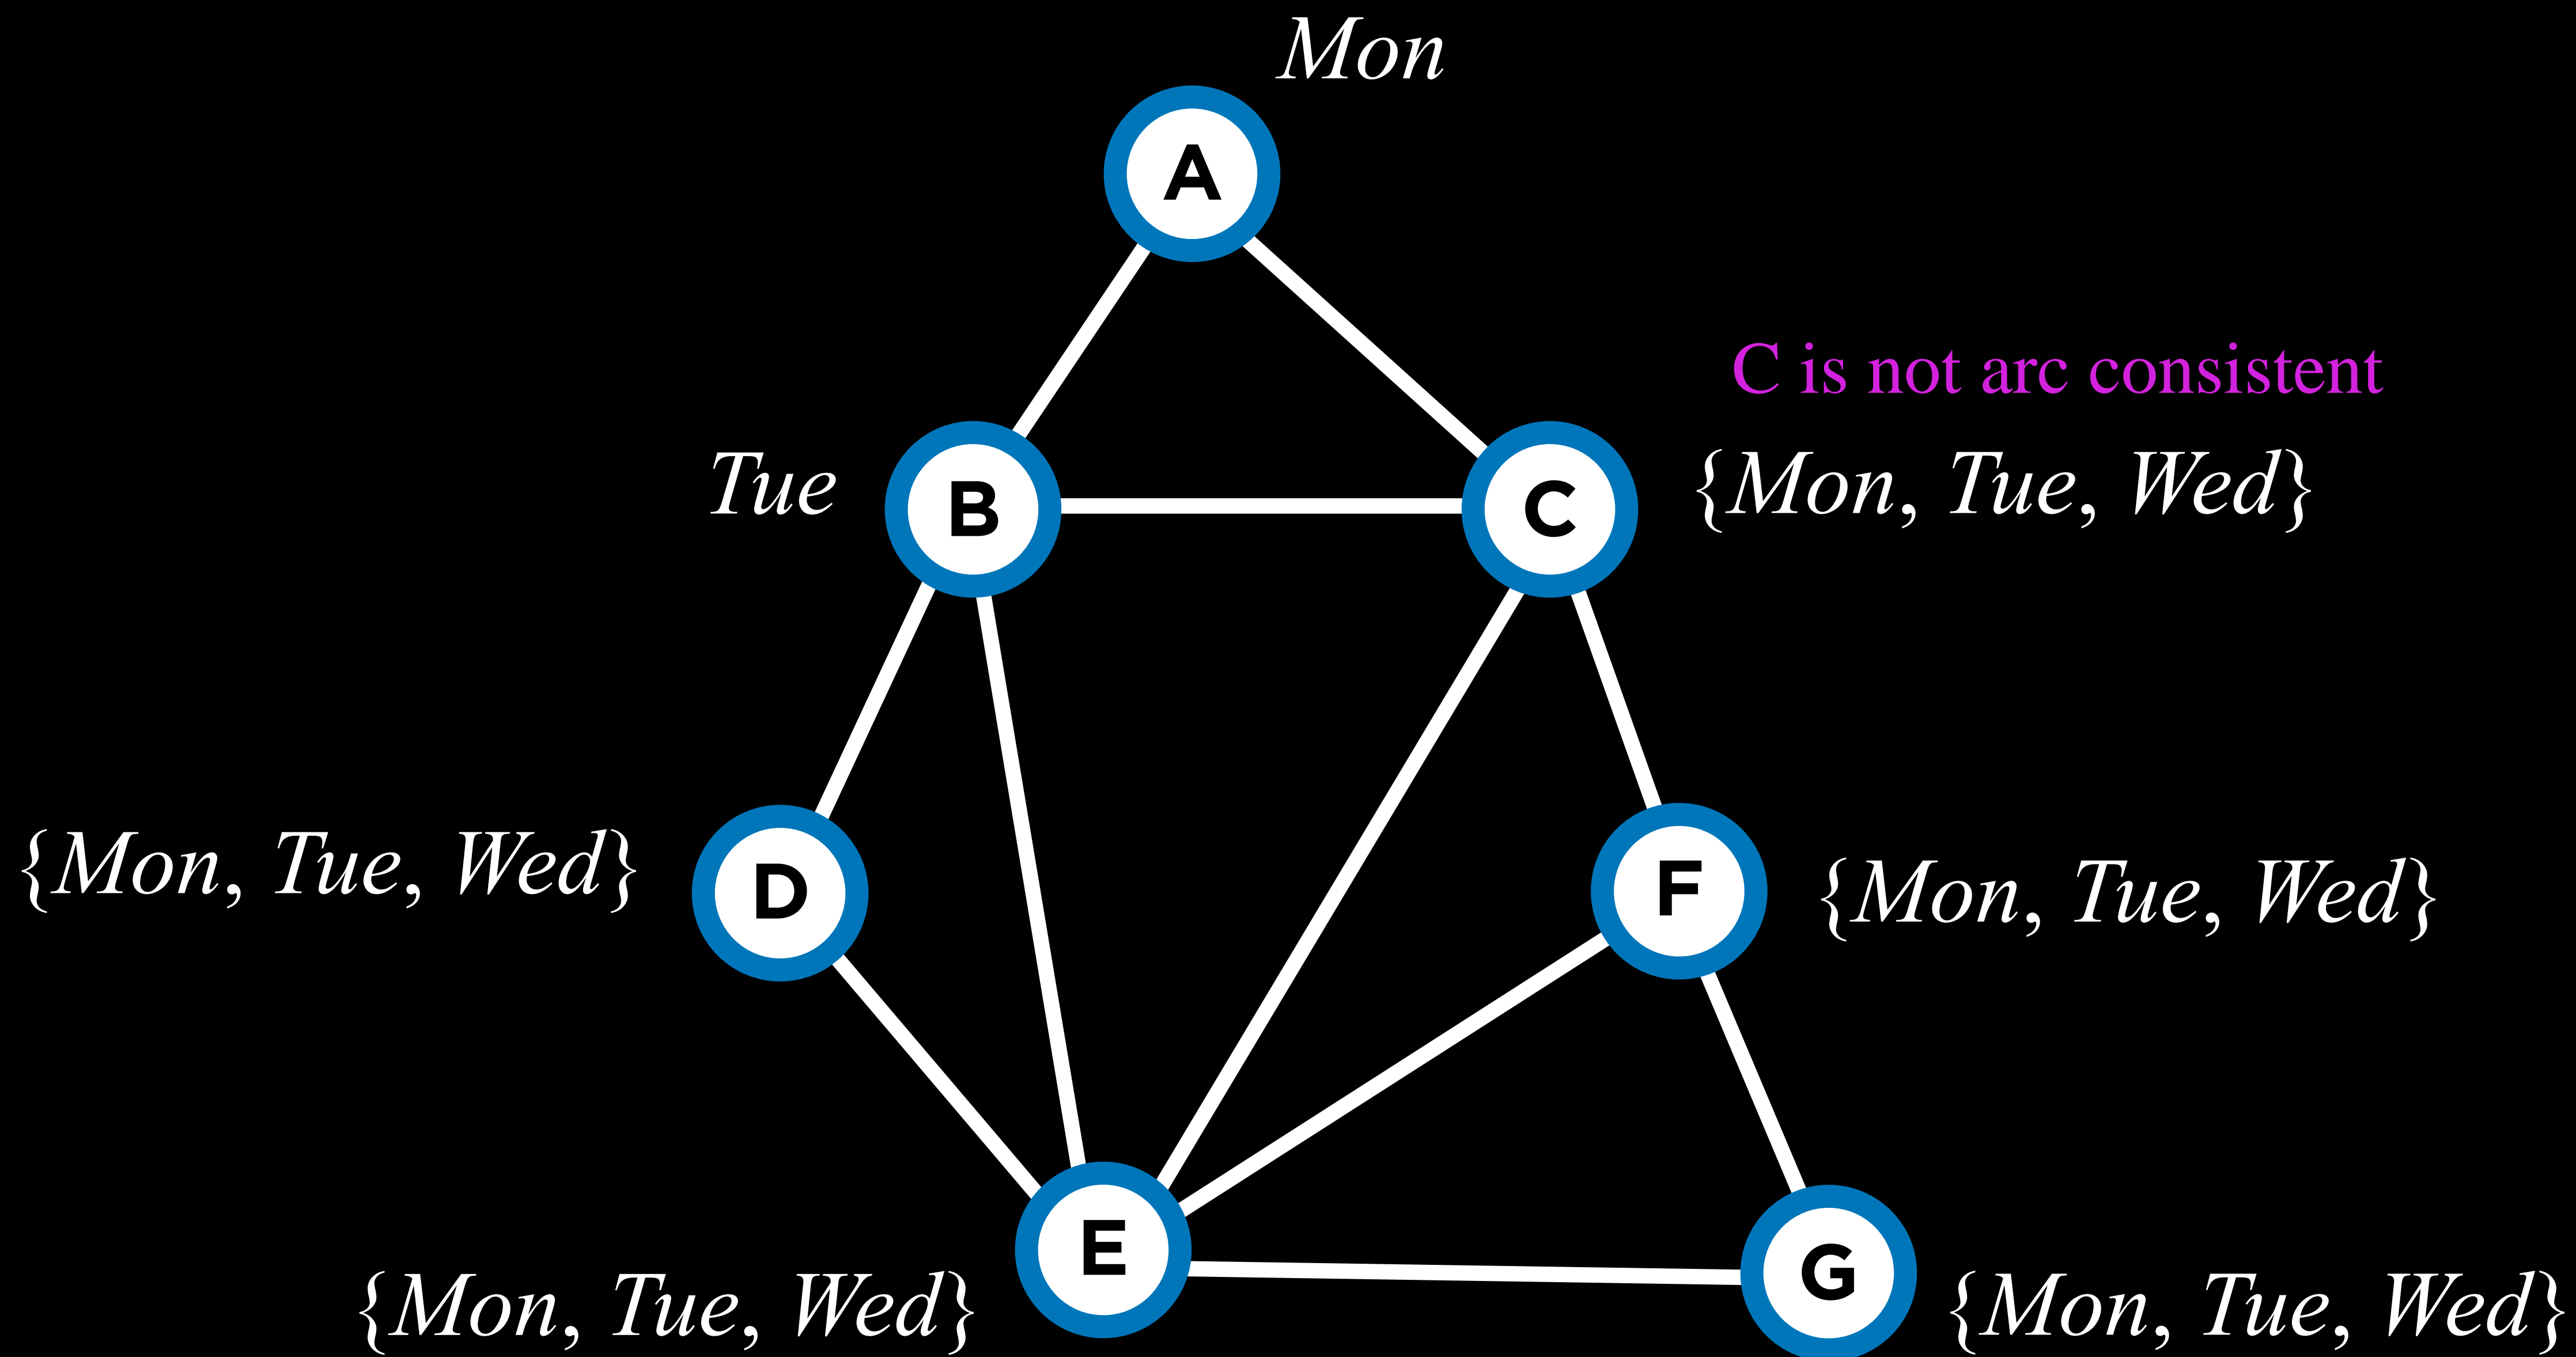 Mon
A
C is not arc consistent
Tue
B
C
{Mon, Tue, Wed}
{Mon, Tue, Wed}
D
F
{Mon, Tue, Wed}
E
G
{Mon, Tue, Wed}
{Mon, Tue, Wed}